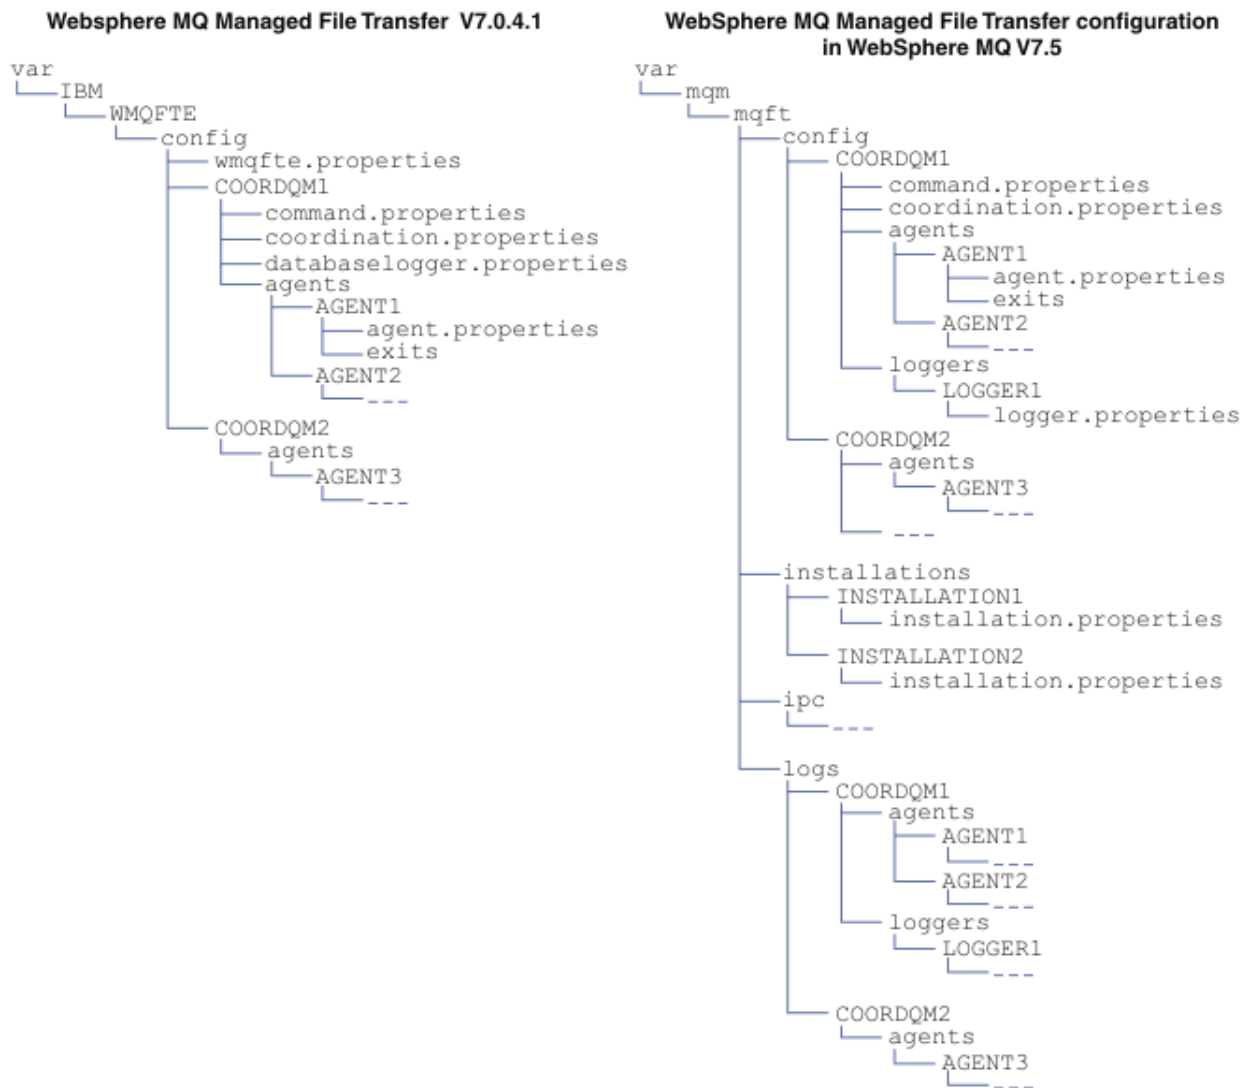 Websphere MQ Managed File Transfer V7.0.4.1
var
IBM
WMQFTE
config
wmqfte.properties
COORDQM1
command.properties
coordination.properties
databaselogger.properties
agents
AGENT1
agent.properties
exits
AGENT2
COORDQM2
agents
AGENT3
WebSphere MQ Managed File Transfer configuration
in WebSphere MQ V7.5
var
mqm
mqft
config
COORDQM1
command.properties
coordination.properties
agents
AGENT1
agent.properties
exits
AGENT2
loggers
LOGGER1
logger.properties
COORDQM2
agents
AGENT3
installations
INSTALLATION1
installation.properties
INSTALLATION2
installation.properties
ipc
logs
COORDQM1
agents
AGENT1
AGENT2
loggers
LOGGER1
COORDQM2
agents
AGENT3